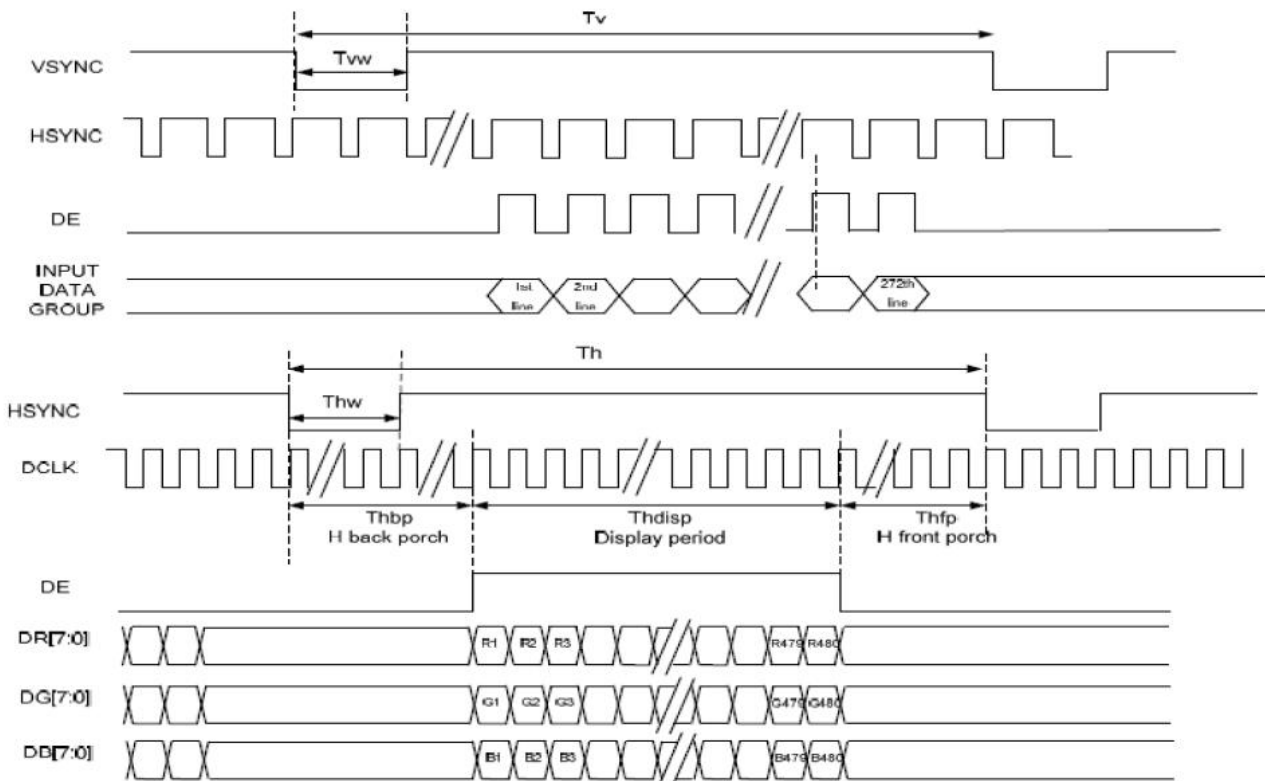 Tv
Tvw
VSYNC
HSYNC
DE
INPUT
DATA
GROUP
1st
line
2nd
line
272th
line
Th
HSYNC
Thw
DCLK
Thbp
H back porch
Thdisp
Display period
Thfp
H front porch
DE
DR[7:0]
R1 R2 R3 R479 R480
DG[7:0]
G1 G2 G3 G479 G480
DB[7:0]
B1 B2 B3 B479 B480